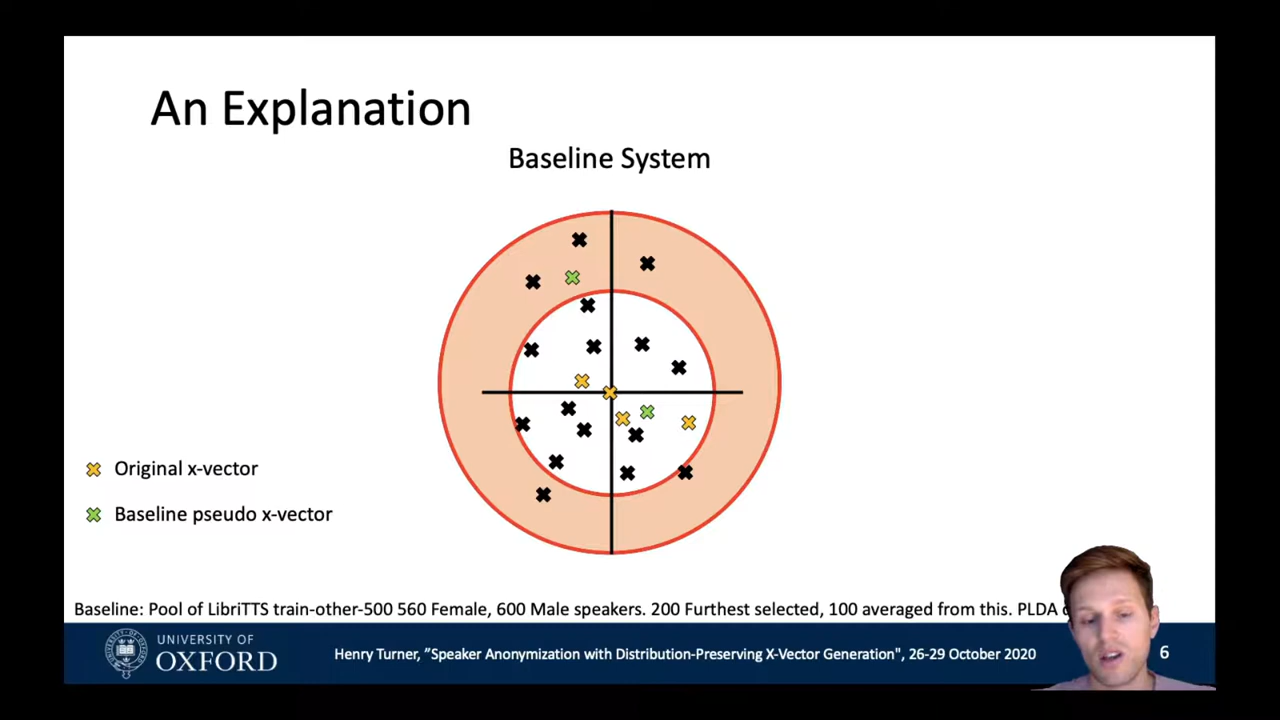 An Explanation
Baseline System
Original x-vector
Baseline pseudo x-vector
Baseline: Pool of LibriTTS train-other-500 560 Female, 600 Male speakers. 200 Furthest selected, 100 averaged from this. PLDA
UNIVERSITY OF
OXFORD
Henry Turner, ”Speaker Anonymization with Distribution-Preserving X-Vector Generation", 26-29 October 2020
6